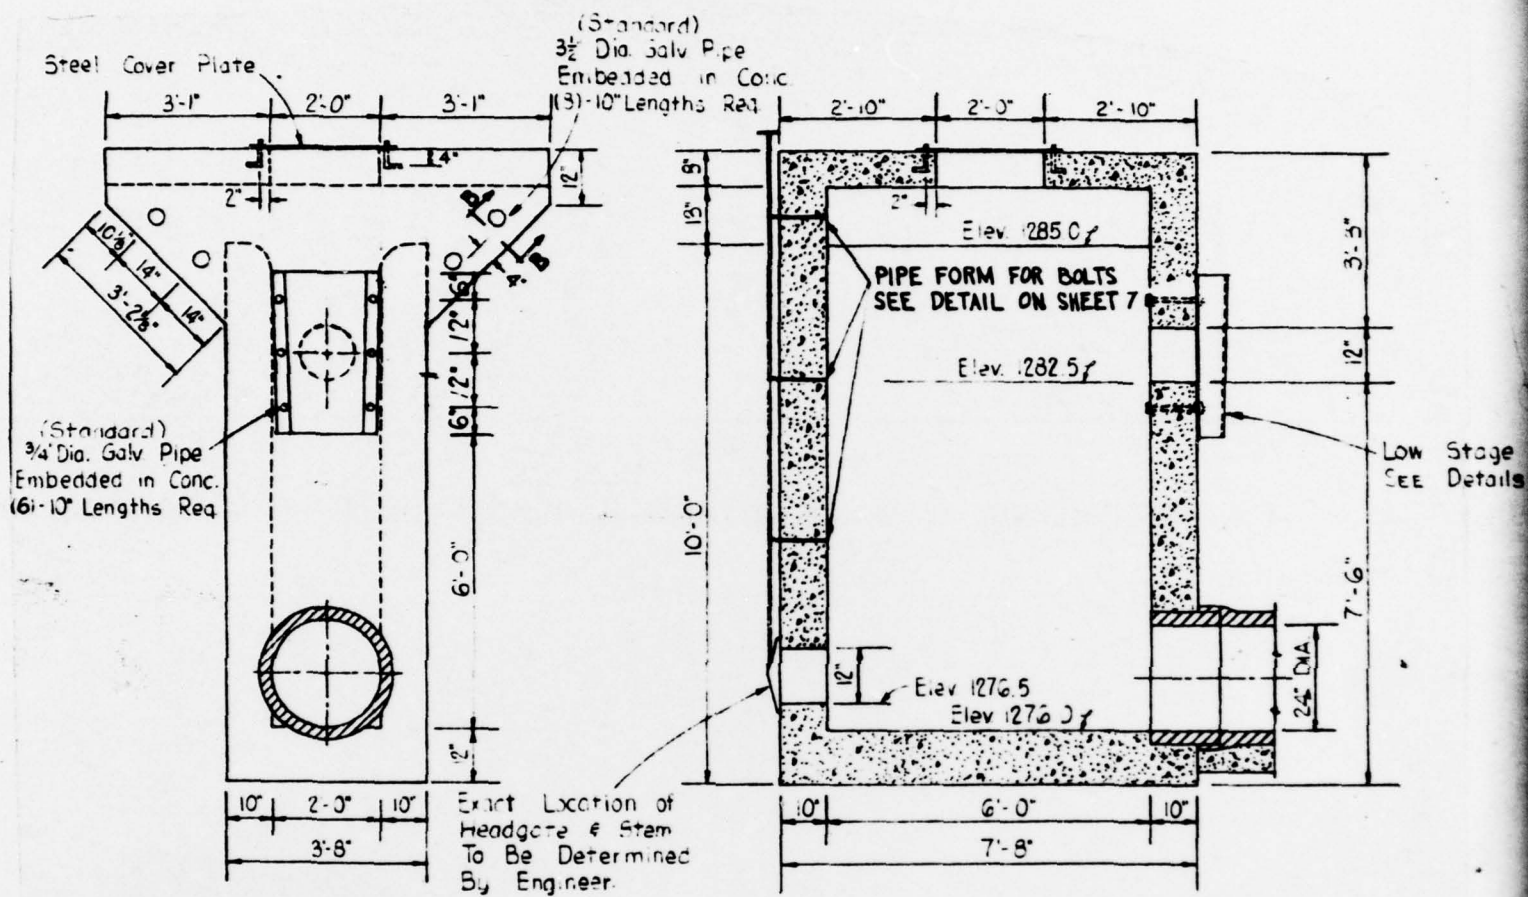 (Standard)
3½" Dia. Galv. Pipe
Embedded in Conc.
(8)-10" Lengths Req.
Steel Cover Plate
3'-1" 2'-0" 3'-1"
4"
12"
2"
B
B
4"
10⅛"
14"
14"
3'-2⅛"
6"
12"
12"
6"
(Standard)
¾" Dia. Galv. Pipe
Embedded in Conc.
(6)-10" Lengths Req.
6'-0"
12"
10" 2'-0" 10"
3'-8"
2'-10" 2'-0" 2'-10"
8"
13"
2"
Elev. 1285.0
PIPE FORM FOR BOLTS
SEE DETAIL ON SHEET 7
3'-3"
12"
Elev. 1282.5
Low Stage
SEE Details
10'-0"
7'-6"
12"
Elev. 1276.5
Elev. 1276.0
24" DIA.
Exact Location of
Headgate & Stem
To Be Determined
By Engineer.
10" 6'-0" 10"
7'-8"